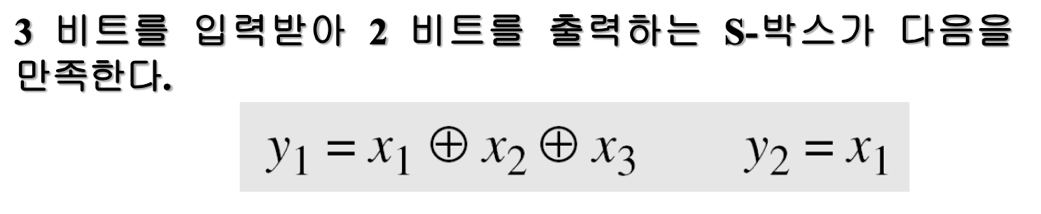 3 비트를 입력받아 2 비트를 출력하는 S-박스가 다음을
만족한다.
y₁ = x₁ ⊕ x₂ ⊕ x₃ y₂ = x₁